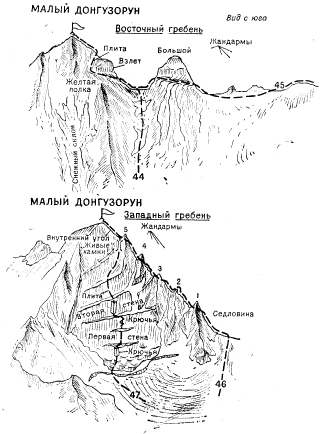 МАЛЫЙ ДОНГУЗОРУН
Вид с юга
Восточный гребень
Плита
Взлет
Большой
Жандармы
Желтая
полка
45
Снежный склон
44
МАЛЫЙ ДОНГУЗОРУН
Западный гребень
Жандармы
Внутренний угол
"Живые
камни"
5
4
3
2
1
Плита
Вторая стена
Крючья
Седловина
Первая стена
Крючья
47
46